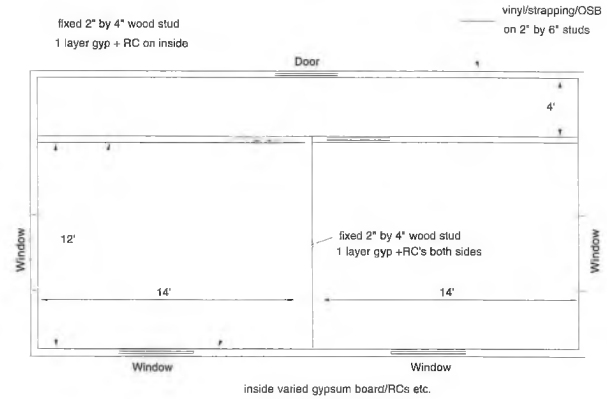 fixed 2" by 4" wood stud
1 layer gyp + RC on inside
vinyl/strapping/OSB
on 2" by 6" studs
Door
4'
Window
12'
fixed 2" by 4" wood stud
1 layer gyp +RC's both sides
Window
14'
14'
Window
Window
inside varied gypsum board/RCs etc.